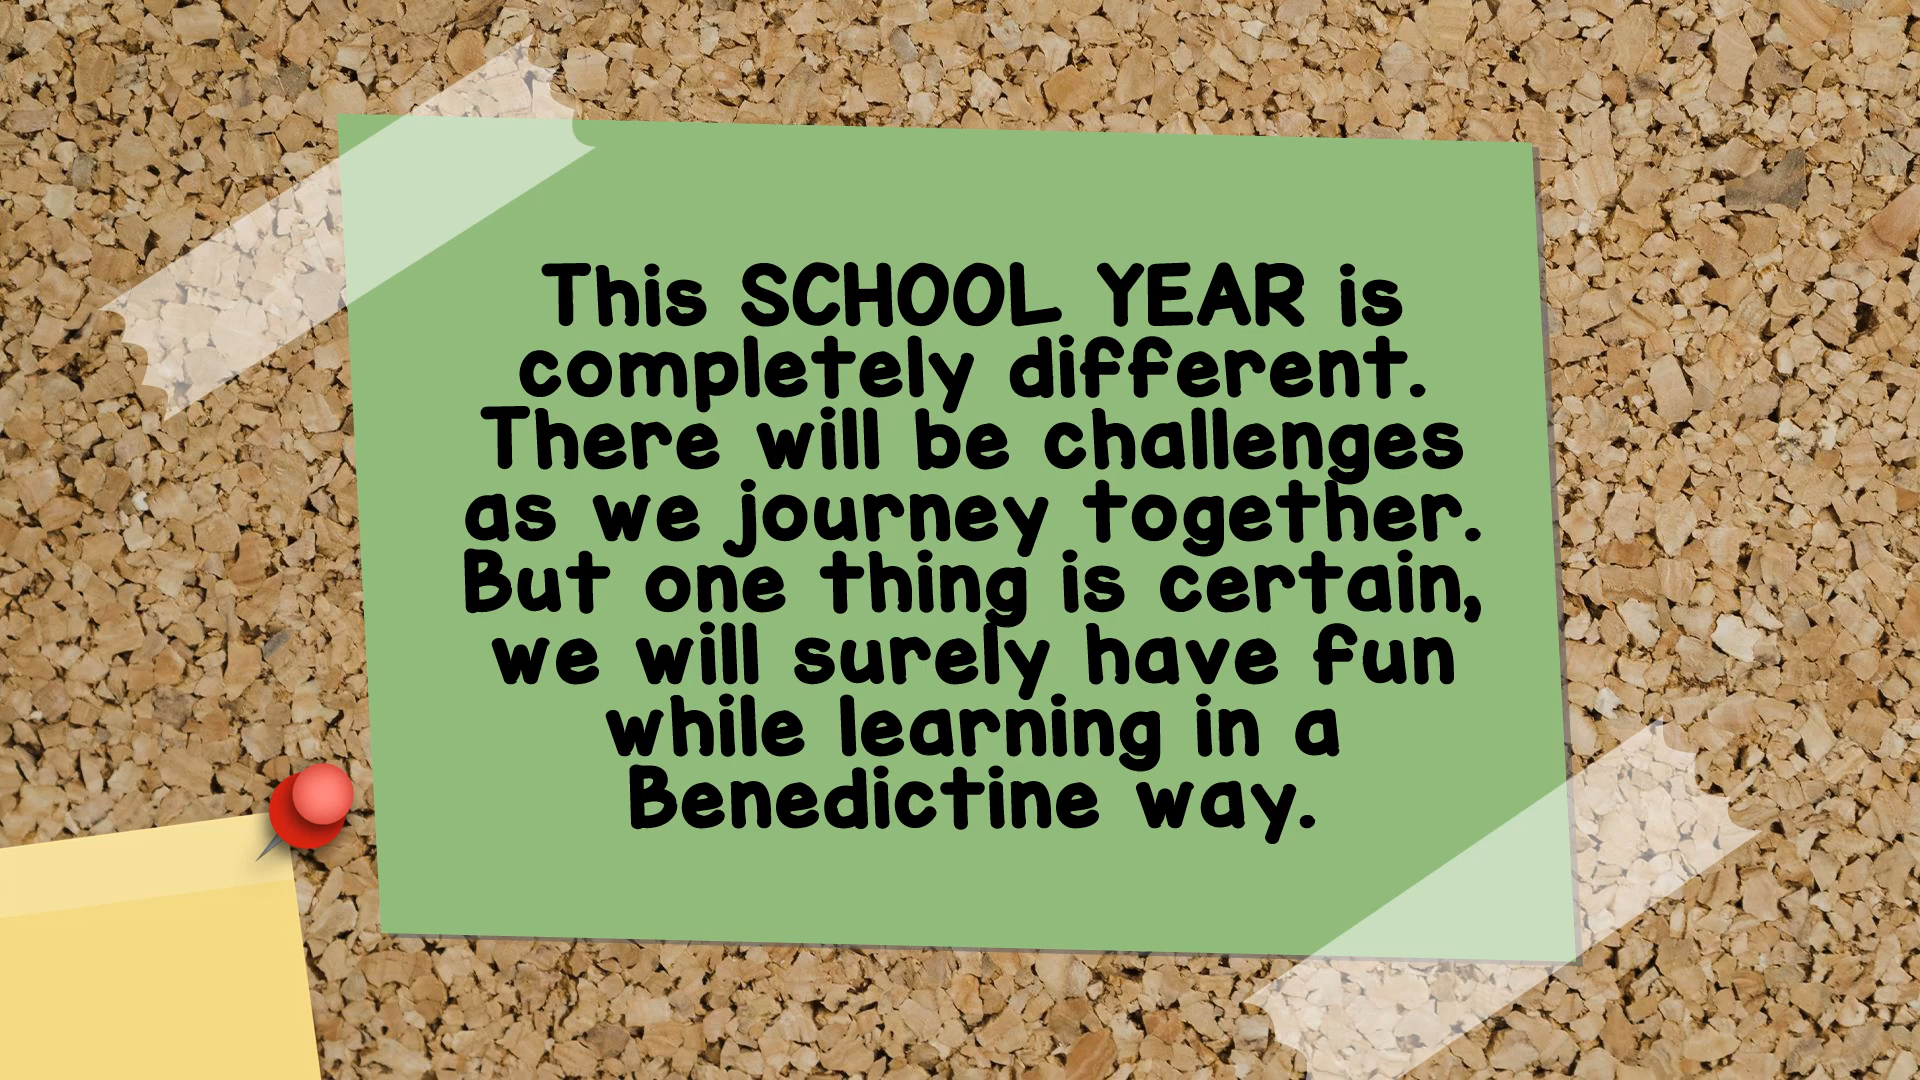 This SCHOOL YEAR is
completely different.
There will be challenges
as we journey together.
But one thing is certain,
we will surely have fun
while learning in a
Benedictine way.